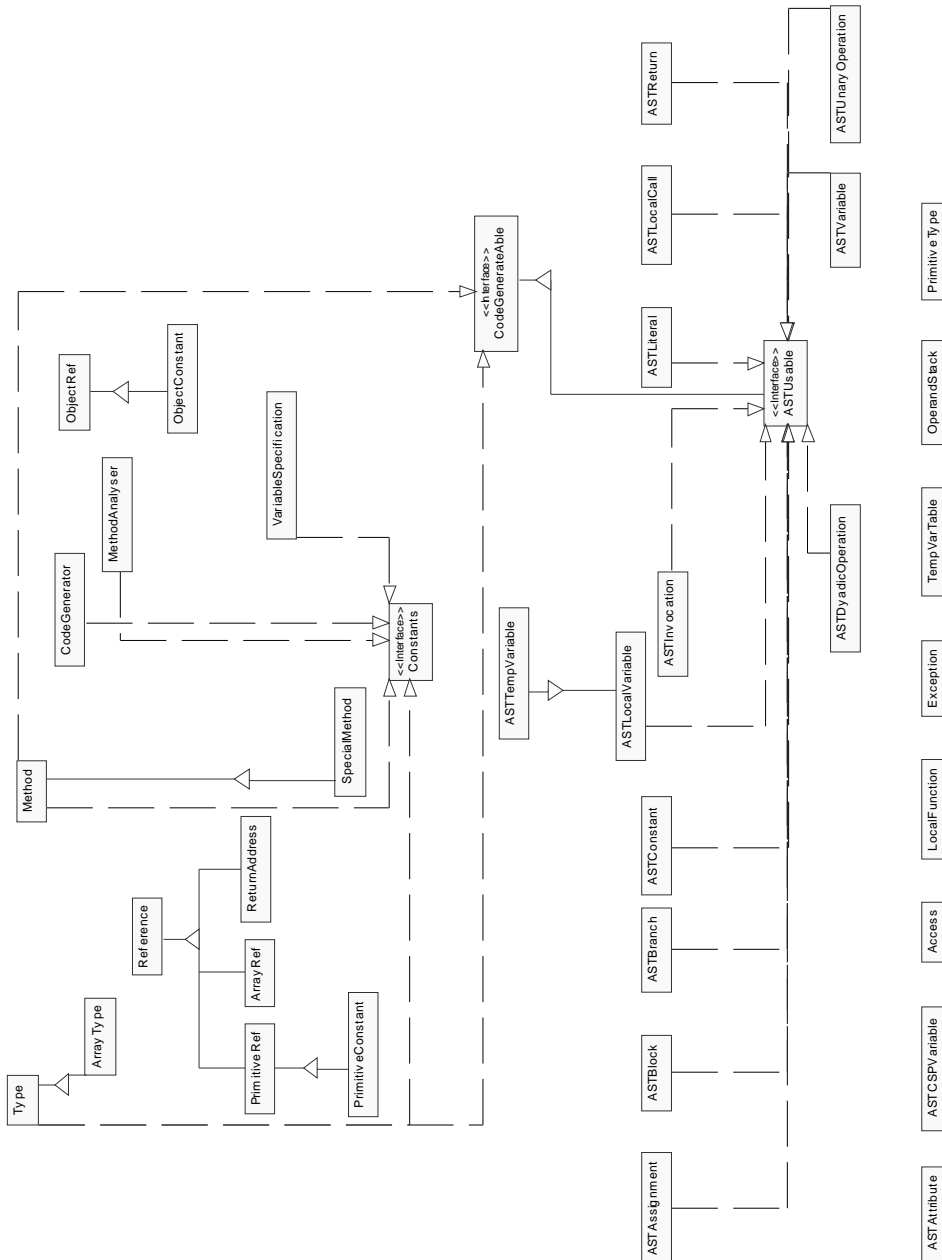 Type
ArrayType
Reference
PrimitiveRef
ArrayRef
ReturnAddress
PrimitiveConstant
Method
SpecialMethod
CodeGenerator
MethodAnalyser
ObjectRef
ObjectConstant
VariableSpecification
<<Interface>>
Constants
<<Interface>>
CodeGenerateAble
ASTTempVariable
ASTLocalVariable
ASTInvocation
ASTAssignment
ASTBlock
ASTBranch
ASTConstant
ASTLiteral
ASTLocalCall
ASTReturn
<<Interface>>
ASTUsable
ASTDyadicOperation
ASTVariable
ASTUnaryOperation
ASTAttribute
ASTCSPVariable
Access
LocalFunction
Exception
TempVarTable
OperandStack
PrimitiveType